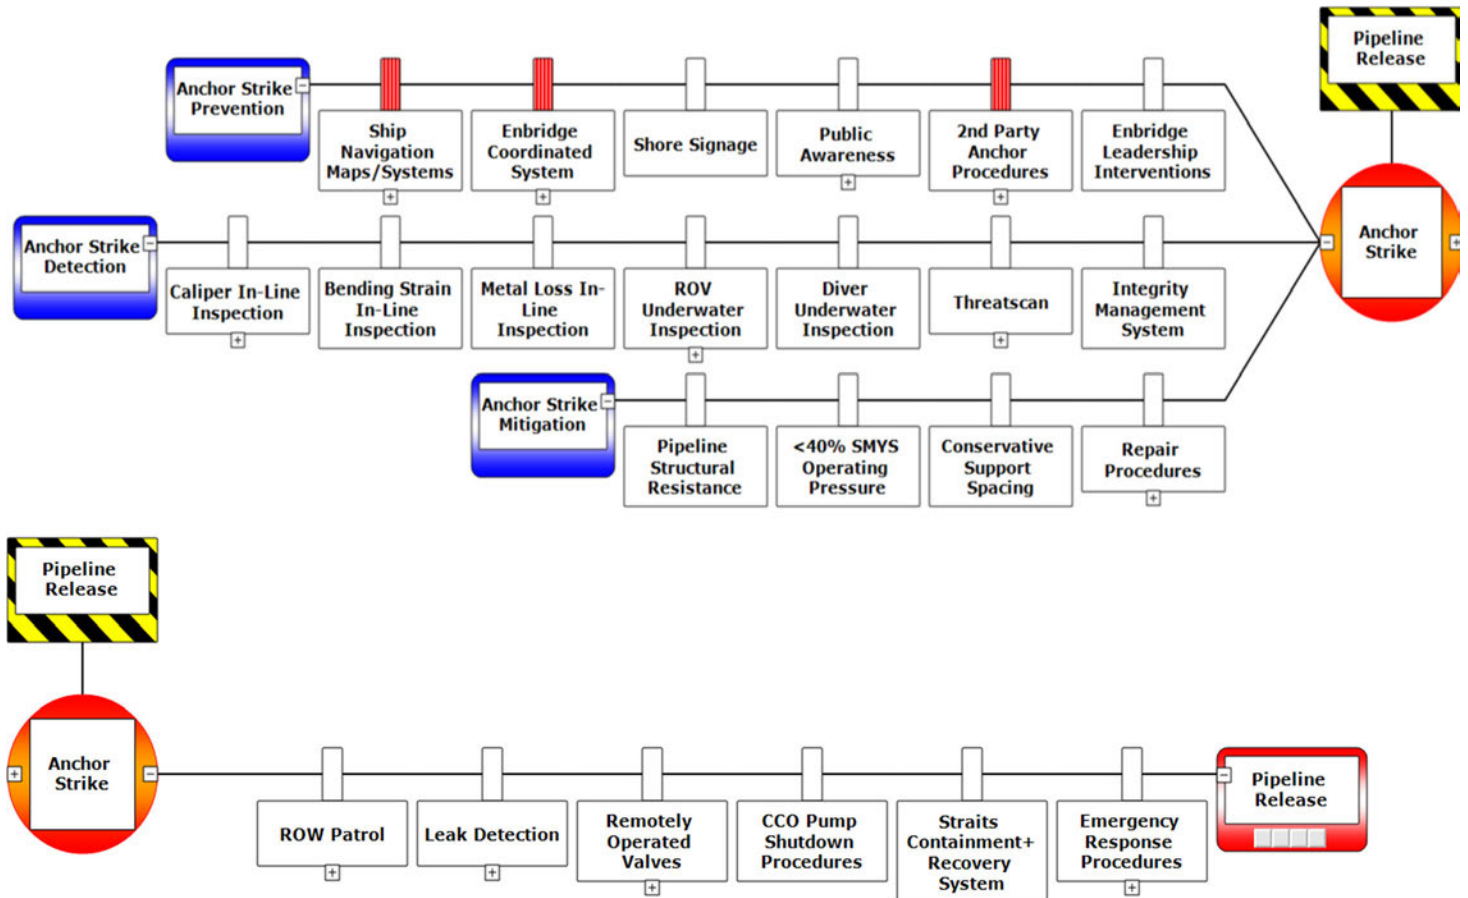 Pipeline
Release
Anchor Strike
Prevention
Ship
Navigation
Maps/Systems
Enbridge
Coordinated
System
Shore Signage
Public
Awareness
2nd Party
Anchor
Procedures
Enbridge
Leadership
Interventions
Anchor Strike
Detection
Caliper In-Line
Inspection
Bending Strain
In-Line
Inspection
Metal Loss In-
Line
Inspection
ROV
Underwater
Inspection
Diver
Underwater
Inspection
Threatscan
Integrity
Management
System
Anchor
Strike
Anchor Strike
Mitigation
Pipeline
Structural
Resistance
<40% SMYS
Operating
Pressure
Conservative
Support
Spacing
Repair
Procedures
Pipeline
Release
Anchor
Strike
ROW Patrol
Leak Detection
Remotely
Operated
Valves
CCO Pump
Shutdown
Procedures
Straits
Containment+
Recovery
System
Emergency
Response
Procedures
Pipeline
Release